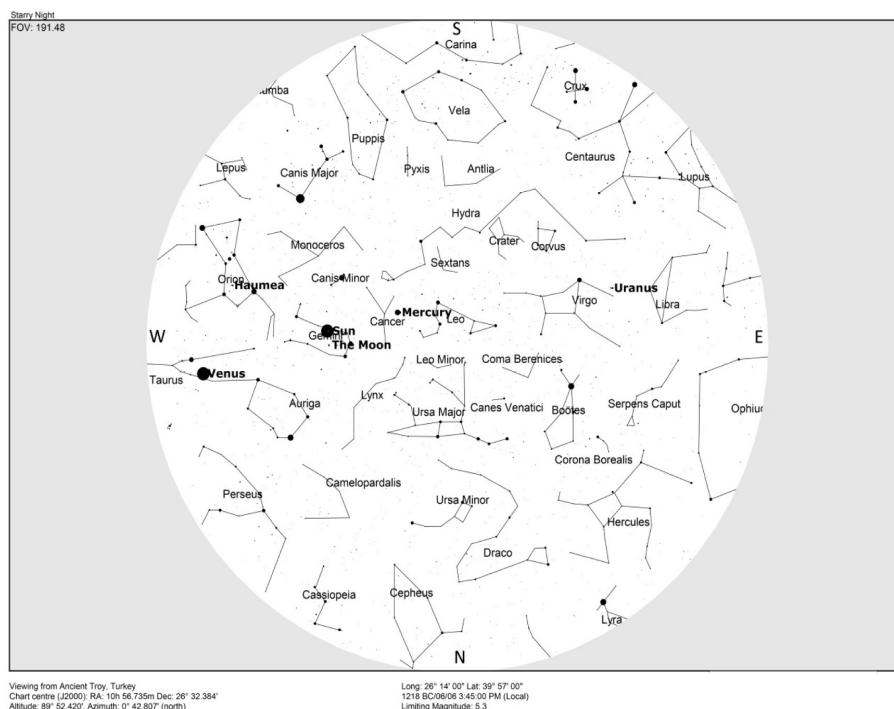 Starry Night
FOV: 191.48
S
Carina
Crux
umba
Vela
Puppis
Centaurus
Lepus
Canis Major
Pyxis
Antlia
Lupus
Hydra
Monoceros
Crater
Corvus
Sextans
Orion
Haumea
Canis Minor
Uranus
Virgo
Libra
Mercury
Cancer
Leo
Sun
Gemini
The Moon
W
E
Leo Minor
Coma Berenices
Venus
Taurus
Lynx
Auriga
Ursa Major
Canes Venatici
Boötes
Serpens Caput
Ophiuc
Corona Borealis
Camelopardalis
Perseus
Ursa Minor
Hercules
Draco
Cassiopeia
Cepheus
Lyra
N
Viewing from Ancient Troy, Turkey
Chart centre (J2000): RA: 10h 56.735m Dec: 26° 32.384'
Altitude: 89° 52.420', Azimuth: 0° 42.807' (north)
Long: 26° 14' 00" Lat: 39° 57' 00"
1218 BC/06/06 3:45:00 PM (Local)
Limiting Magnitude: 5.3